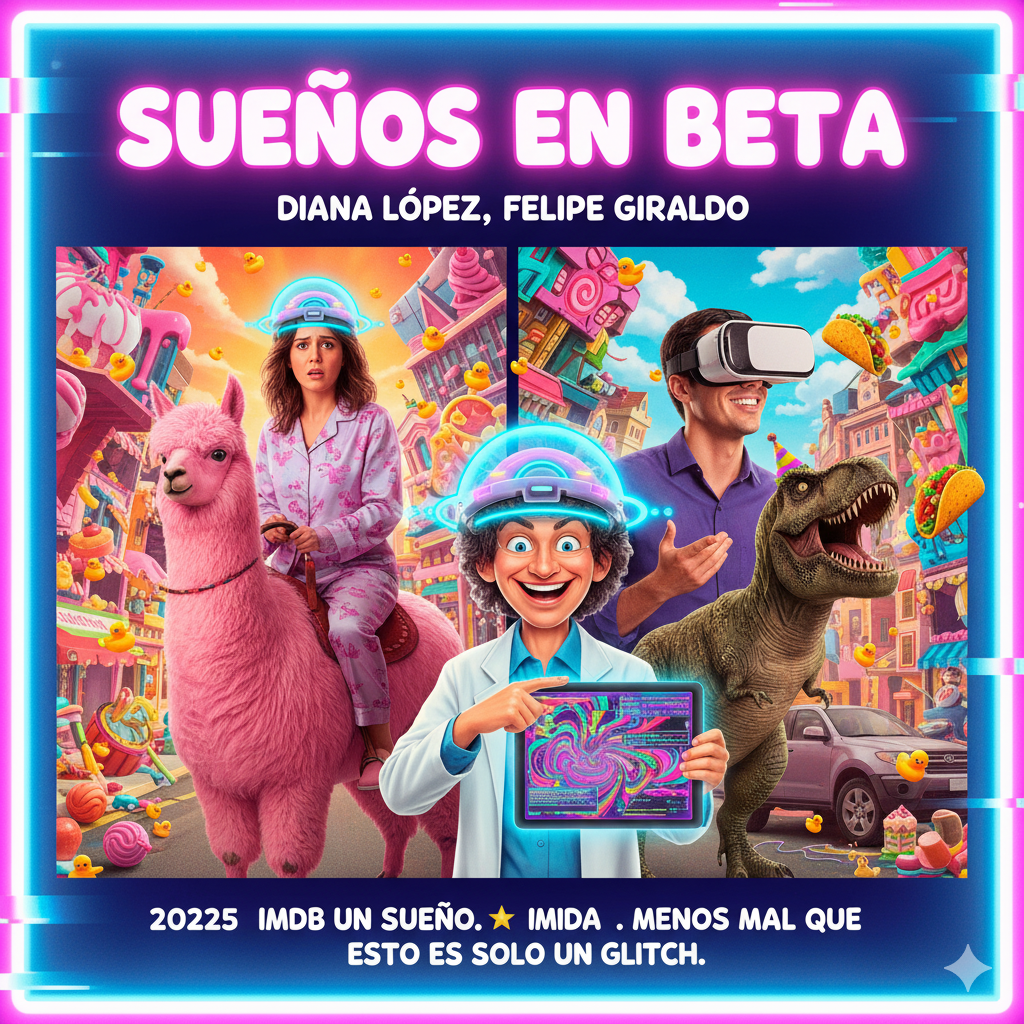 SUEÑOS EN BETA
DIANA LÓPEZ, FELIPE GIRALDO
20225 IMDB UN SUEÑO. ⭐ IMIDA . MENOS MAL QUE
ESTO ES SOLO UN GLITCH.